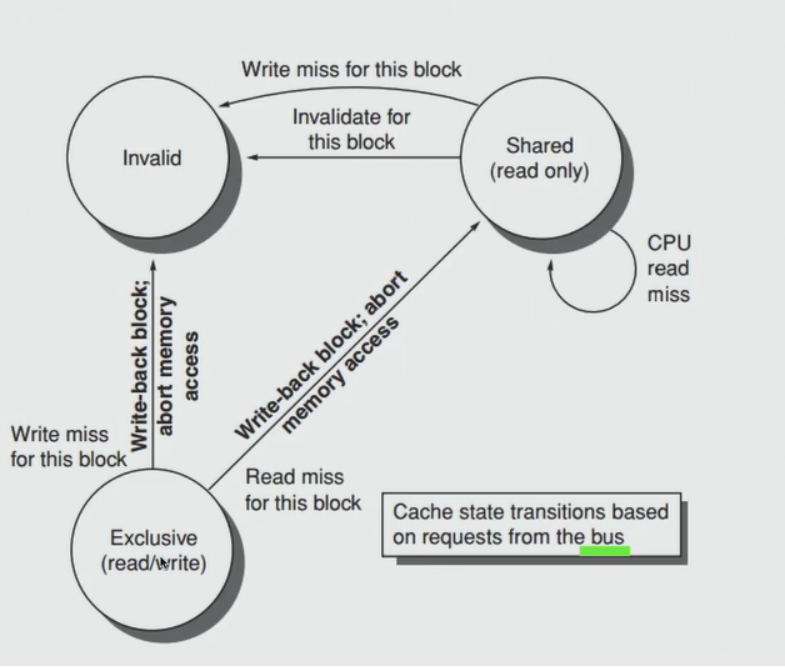 Write miss for this block
Invalidate for
this block
Invalid
Shared
(read only)
CPU
read
miss
Write-back block;
abort memory
access
Write-back block; abort
memory access
Write miss
for this block
Read miss
for this block
Exclusive
(read/write)
Cache state transitions based
on requests from the bus